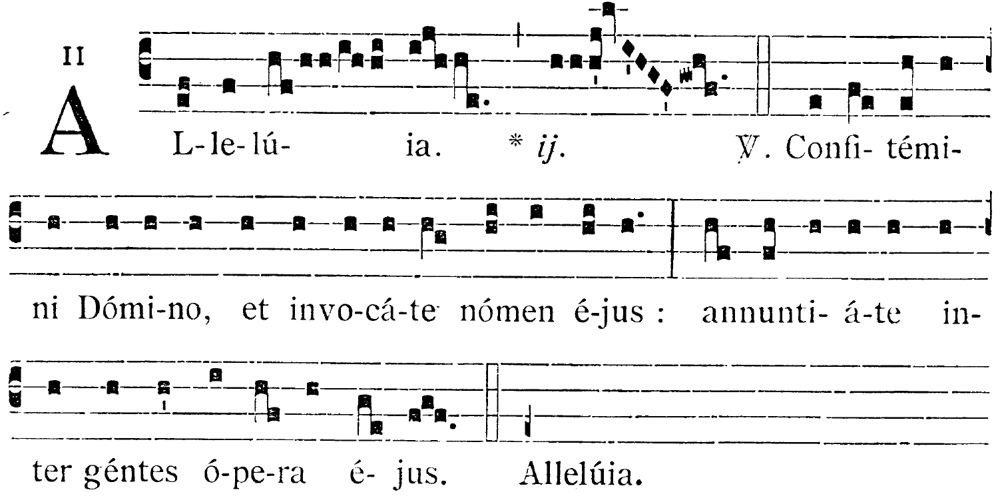 II
AL-le-lú- ia. * ij. ℣. Confi- témi-
ni Dómi-no, et invo-cá-te nómen é-jus : annunti- á-te in-
ter géntes ó-pe-ra é- jus. Allelúia.